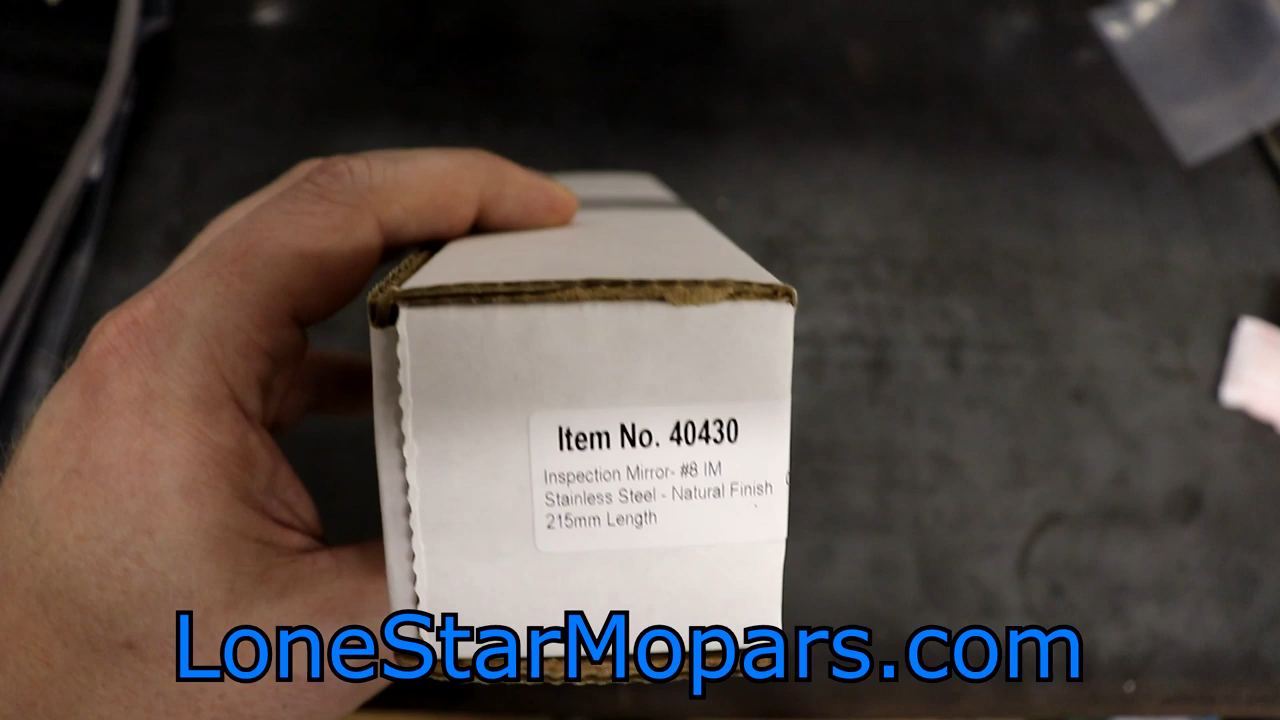 Item No. 40430
Inspection Mirror- #8 IM
Stainless Steel - Natural Finish
215mm Length
LoneStarMopars.com